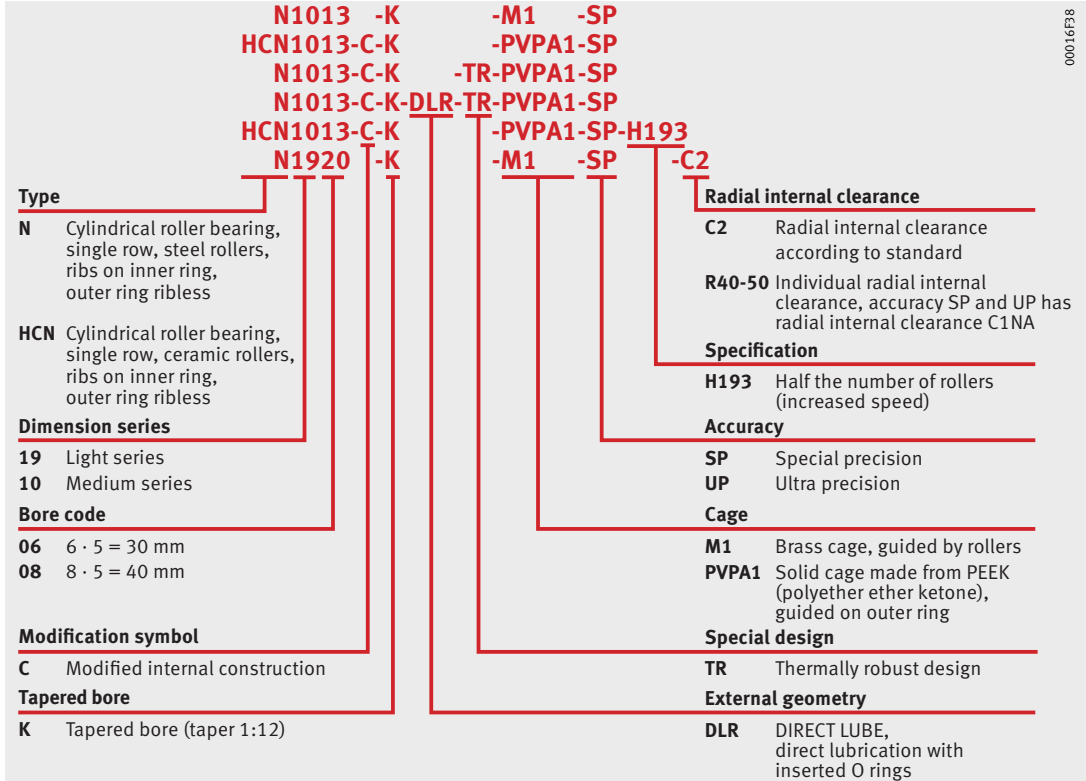 N1013 -K -M1 -SP
HCN1013-C-K -PVPA1-SP
N1013-C-K -TR-PVPA1-SP
N1013-C-K-DLR-TR-PVPA1-SP
HCN1013-C-K -PVPA1-SP-H193
N1920 -K -M1 -SP -C2
00016F38
Type
N Cylindrical roller bearing,
single row, steel rollers,
ribs on inner ring,
outer ring ribless
HCN Cylindrical roller bearing,
single row, ceramic rollers,
ribs on inner ring,
outer ring ribless
Dimension series
19 Light series
10 Medium series
Bore code
06 6 · 5 = 30 mm
08 8 · 5 = 40 mm
Modification symbol
C Modified internal construction
Tapered bore
K Tapered bore (taper 1:12)
Radial internal clearance
C2 Radial internal clearance
according to standard
R40-50 Individual radial internal
clearance, accuracy SP and UP has
radial internal clearance C1NA
Specification
H193 Half the number of rollers
(increased speed)
Accuracy
SP Special precision
UP Ultra precision
Cage
M1 Brass cage, guided by rollers
PVPA1 Solid cage made from PEEK
(polyether ether ketone),
guided on outer ring
Special design
TR Thermally robust design
External geometry
DLR DIRECT LUBE,
direct lubrication with
inserted O rings